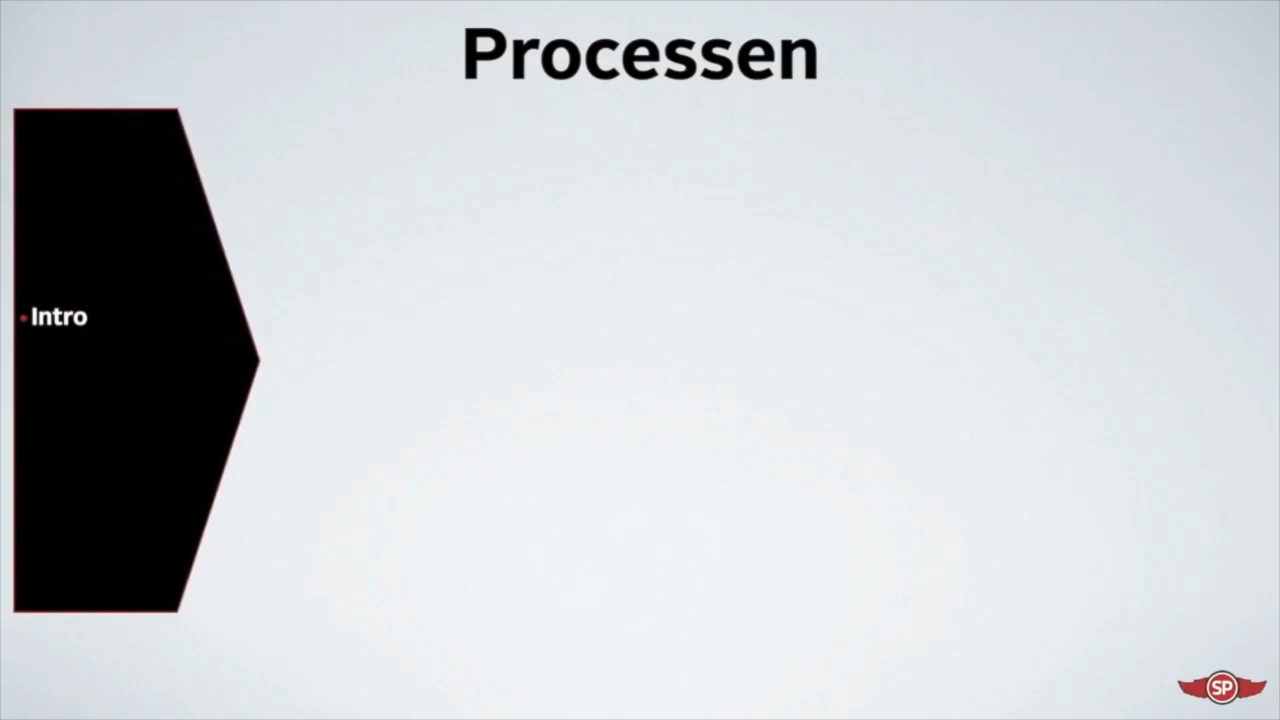 Processen
• Intro
SP